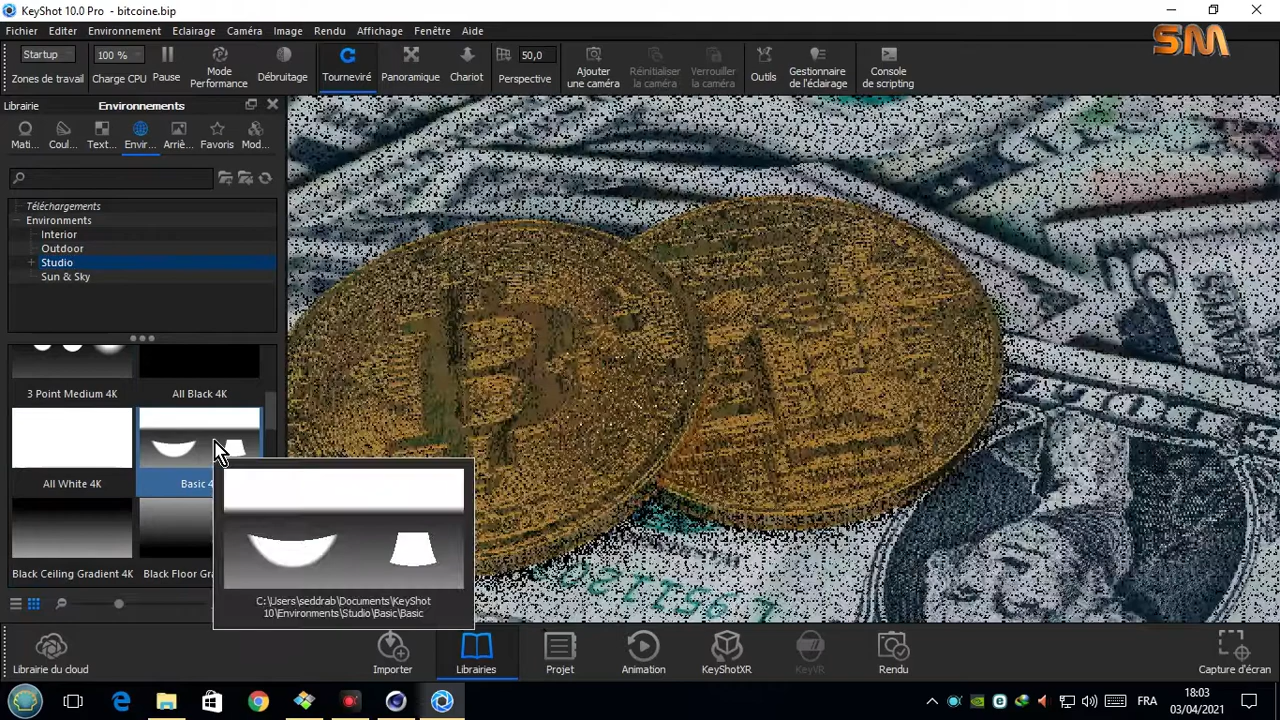 KeyShot 10.0 Pro - bitcoine.bip
Fichier Editer Environnement Eclairage Caméra Image Rendu Affichage Fenêtre Aide
SM
Startup 100 % 50,0
Zones de travail Charge CPU Pause Mode Performance Débruitage Tourneviré Panoramique Chariot Perspective Ajouter une caméra Réinitialiser la caméra Verrouiller la caméra Outils Gestionnaire de l'éclairage Console de scripting
Librairie Environnements
Mati... Coul... Text... Envir... Arriè... Favoris Mod...
Téléchargements
Environments
Interior
Outdoor
Studio
Sun & Sky
3 Point Medium 4K All Black 4K
All White 4K Basic 4
Black Ceiling Gradient 4K Black Floor Gra
C:\Users\seddrab\Documents\KeyShot
10\Environments\Studio\Basic\Basic
Librairie du cloud Importer Librairies Projet Animation KeyShotXR KeyVR Rendu Capture d'écran
FRA
18:03
03/04/2021